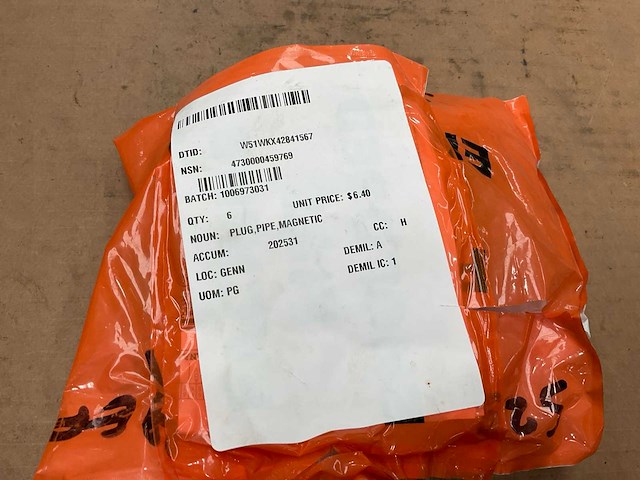 DTID: W51WKX42841567
NSN: 4730000459769
BATCH: 1006973031
QTY: 6 UNIT PRICE: $6.40
NOUN: PLUG,PIPE,MAGNETIC
ACCUM: 202531 CC: H
LOC: GENN DEMIL: A
UOM: PG DEMIL IC: 1
52